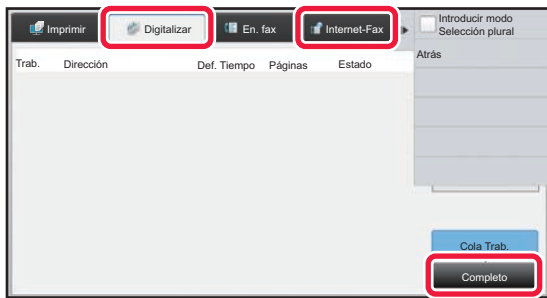 Imprimir
Digitalizar
En. fax
Internet-Fax
Introducir modo
Selección plural
Trab.
Dirección
Def. Tiempo
Páginas
Estado
Atrás
Cola Trab.
Completo